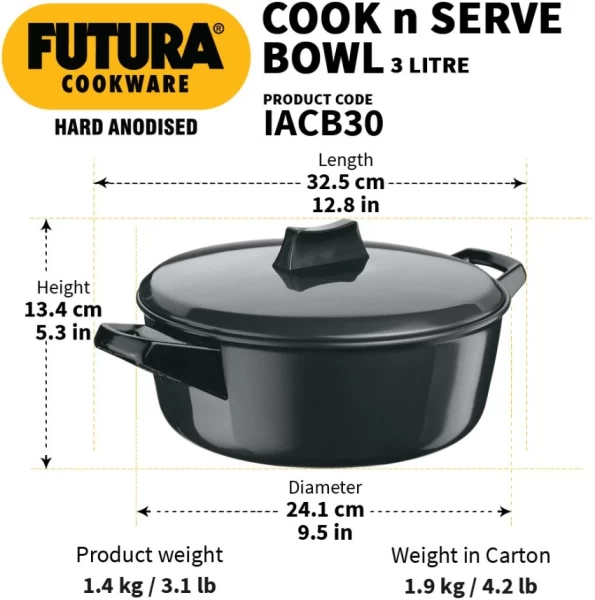 FUTURA®
COOKWARE
HARD ANODISED
COOK n SERVE
BOWL 3 LITRE
PRODUCT CODE
IACB30
Length
32.5 cm
12.8 in
Height
13.4 cm
5.3 in
Diameter
24.1 cm
9.5 in
Product weight
1.4 kg / 3.1 lb
Weight in Carton
1.9 kg / 4.2 lb